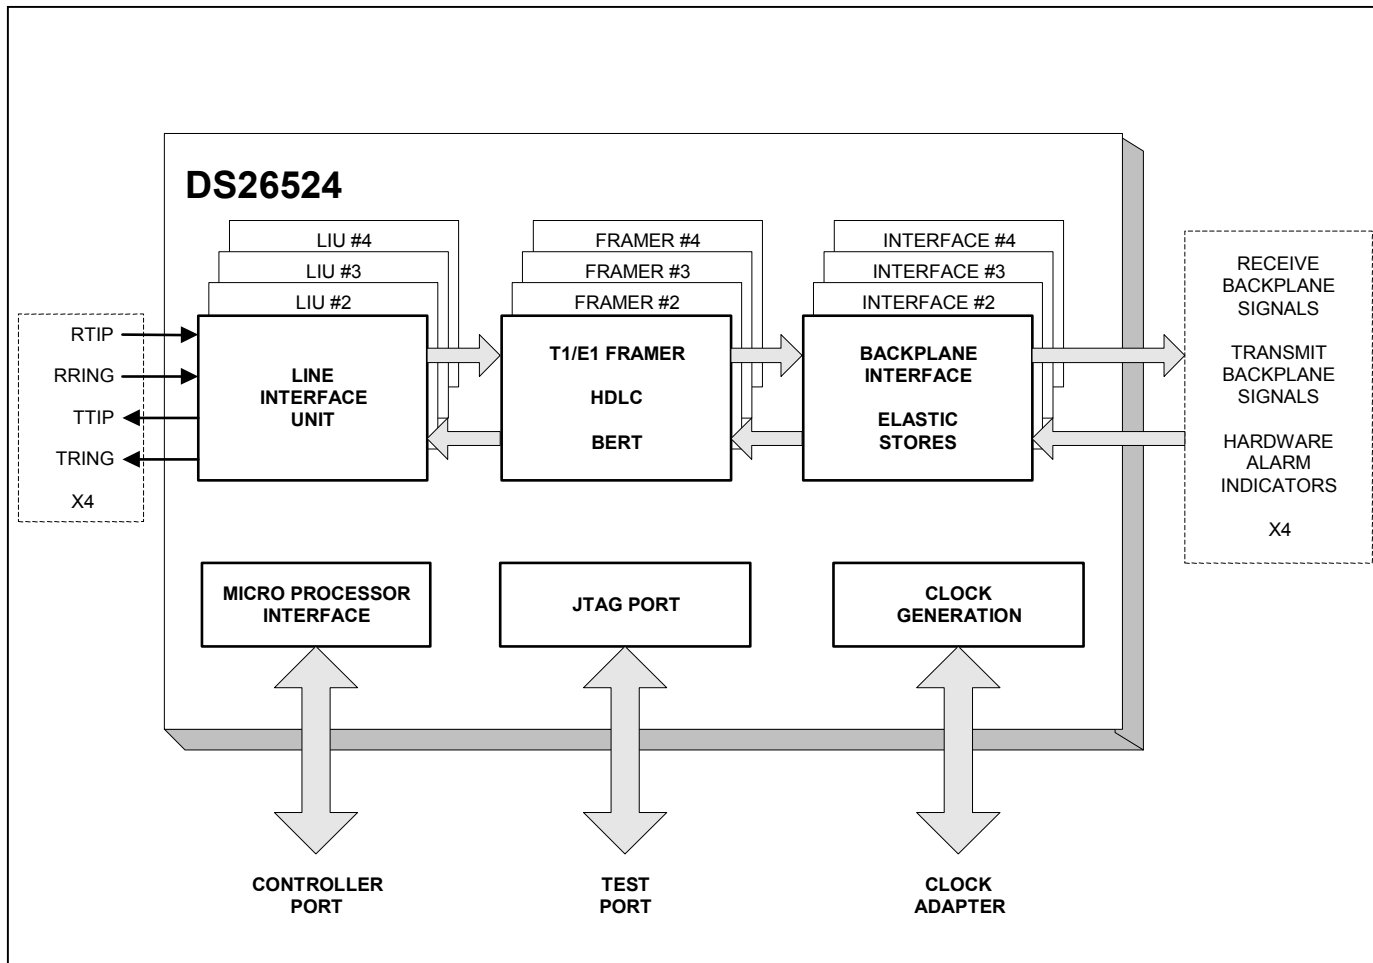 DS26524
LIU #4
LIU #3
LIU #2
LINE
INTERFACE
UNIT
FRAMER #4
FRAMER #3
FRAMER #2
T1/E1 FRAMER
HDLC
BERT
INTERFACE #4
INTERFACE #3
INTERFACE #2
BACKPLANE
INTERFACE
ELASTIC
STORES
RTIP
RRING
TTIP
TRING
X4
RECEIVE
BACKPLANE
SIGNALS
TRANSMIT
BACKPLANE
SIGNALS
HARDWARE
ALARM
INDICATORS
X4
MICRO PROCESSOR
INTERFACE
JTAG PORT
CLOCK
GENERATION
CONTROLLER
PORT
TEST
PORT
CLOCK
ADAPTER